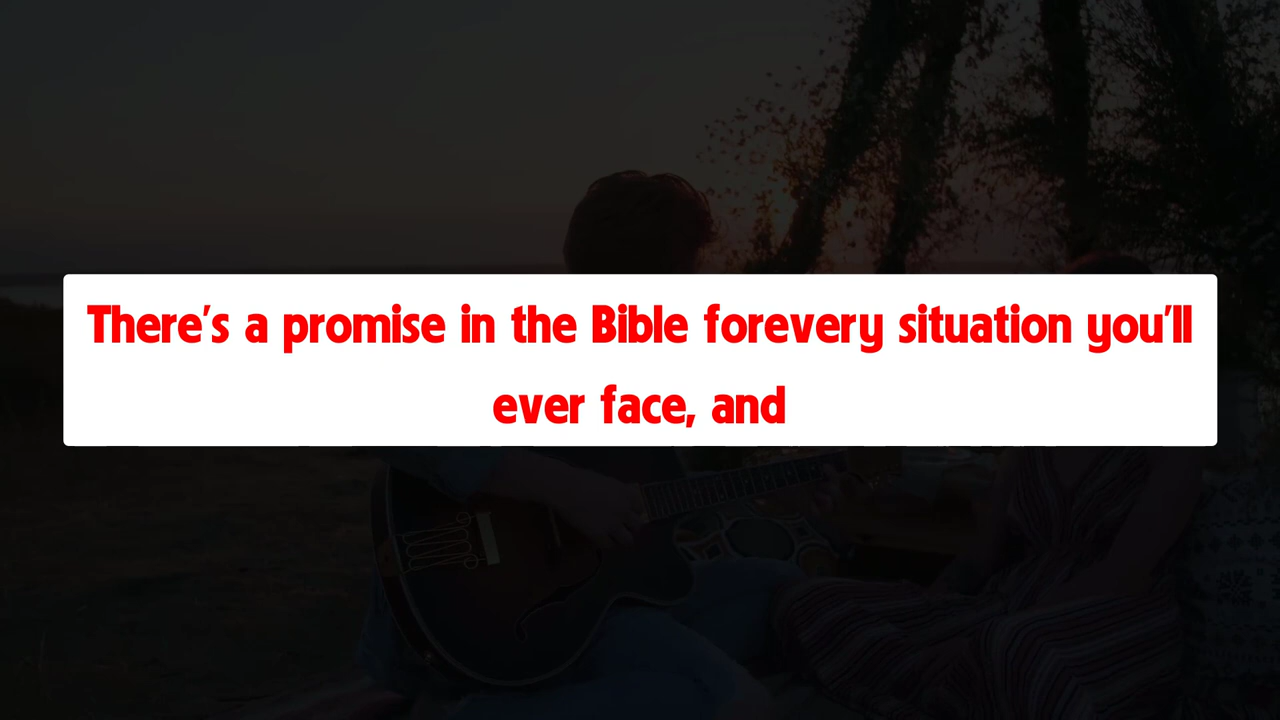 There's a promise in the Bible forevery situation you'll
ever face, and